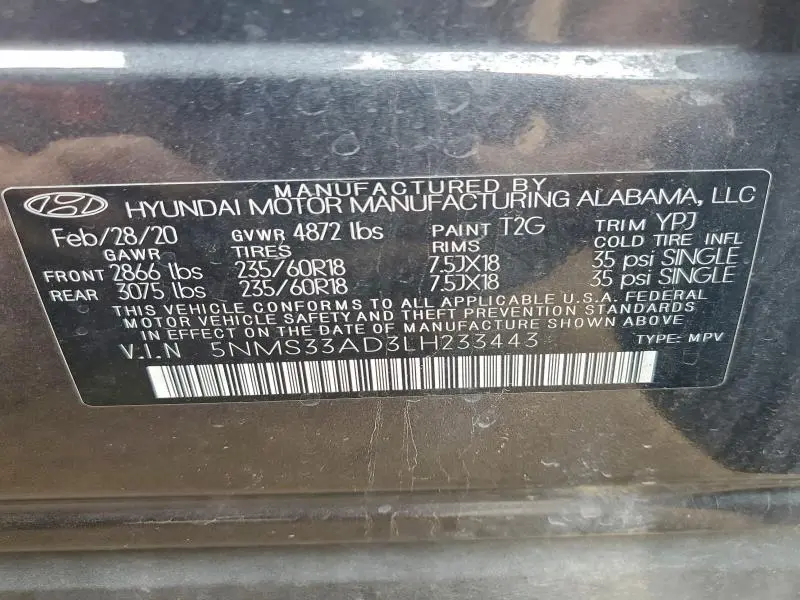 MANUFACTURED BY
HYUNDAI MOTOR MANUFACTURING ALABAMA, LLC
Feb/28/20 GVWR 4872 lbs PAINT T2G TRIM YPJ
GAWR TIRES RIMS COLD TIRE INFL
FRONT 2866 lbs 235/60R18 7.5JX18 35 psi SINGLE
REAR 3075 lbs 235/60R18 7.5JX18 35 psi SINGLE
THIS VEHICLE CONFORMS TO ALL APPLICABLE U.S.A. FEDERAL
MOTOR VEHICLE SAFETY AND THEFT PREVENTION STANDARDS
IN EFFECT ON THE DATE OF MANUFACTURE SHOWN ABOVE.
V.I.N 5NMS33AD3LH233443 TYPE: MPV